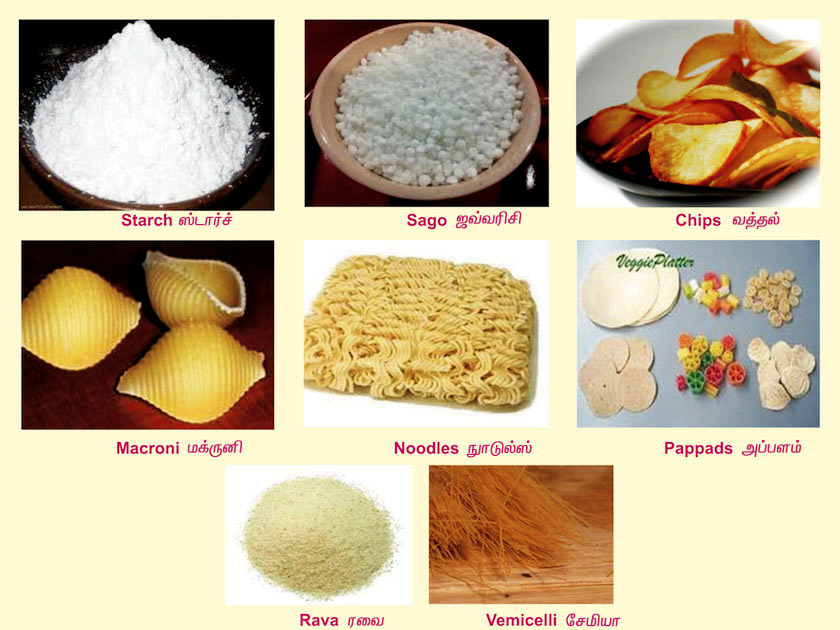 Starch ஸ்டார்ச்
Sago ஜவ்வரிசி
Chips வத்தல்
VeggiePlatter
Macroni மக்ருனி
Noodles நுாடுல்ஸ்
Pappads அப்பளம்
Rava ரவை
Vemicelli சேமியா